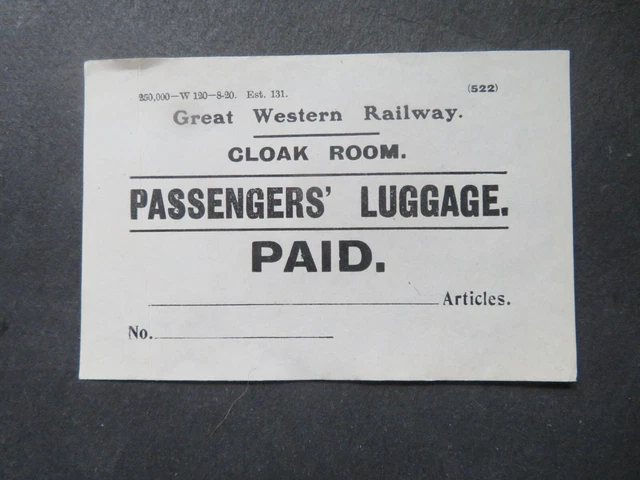 250,000—W 120—8-20. Est. 131. (522)
Great Western Railway.
CLOAK ROOM.
PASSENGERS' LUGGAGE.
PAID.
Articles.
No.